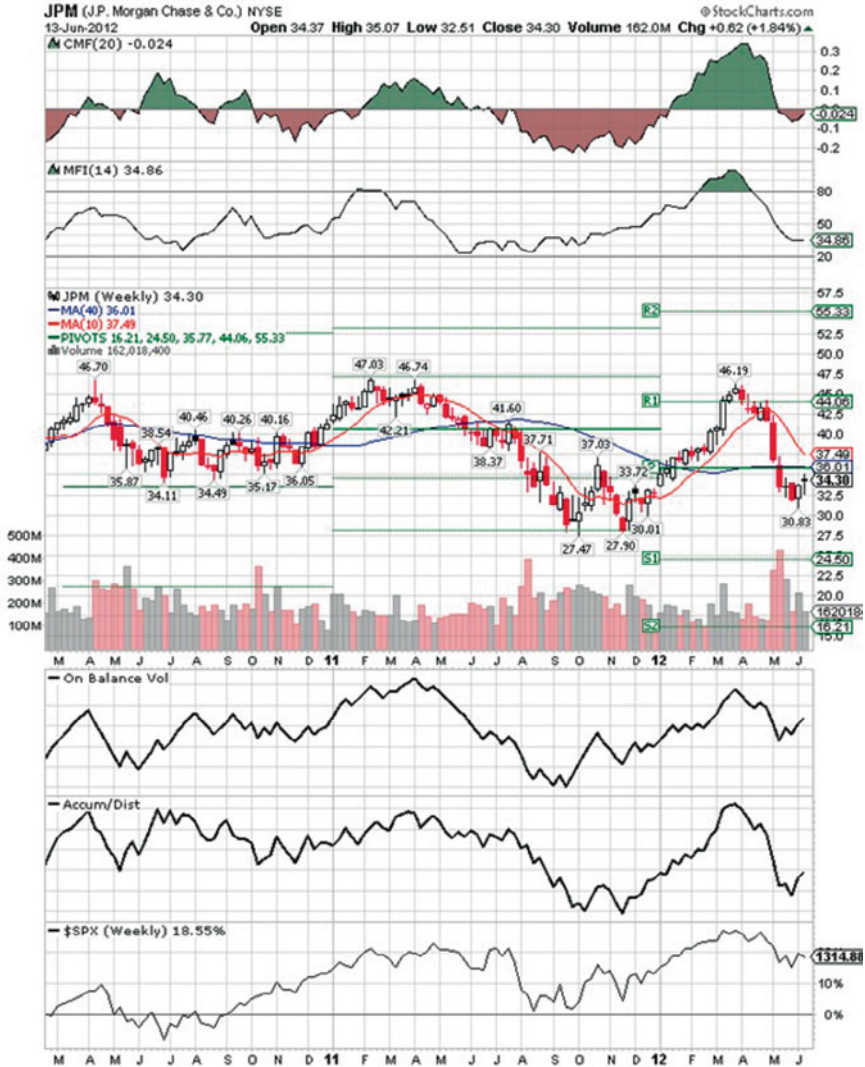 JPM (J.P. Morgan Chase & Co.) NYSE © StockCharts.com
13-Jun-2012 Open 34.37 High 35.07 Low 32.51 Close 34.30 Volume 162.0M Chg +0.62 (+1.84%)
CMF(20) -0.024
0.3
0.2
0.1
-0.024
-0.1
-0.2
MFI(14) 34.86
80
50
34.86
20
JPM (Weekly) 34.30
MA(40) 36.01
MA(10) 37.49
PIVOTS 16.21, 24.50, 35.77, 44.06, 55.33
Volume 162,018,400
57.5
R2 55.33
52.5
50.0
47.5
46.70 47.03 46.74 46.19
R1 44.06
42.5
38.54 40.46 40.26 40.16 42.21 41.60 40.0
38.37 37.71 37.03 37.49
36.01
35.87 34.11 34.49 35.17 36.05 33.72 34.30
32.5
30.83
30.0
27.47 27.90 30.01
27.5
500M
400M S1 24.50
22.5
300M
20.0
200M
1620184
100M S2 16.21
15.0
M A M J J A S O N D 11 F M A M J J A S O N D 12 F M A M J
On Balance Vol
Accum/Dist
$SPX (Weekly) 18.55%
1314.88
10%
0%
M A M J J A S O N D 11 F M A M J J A S O N D 12 F M A M J